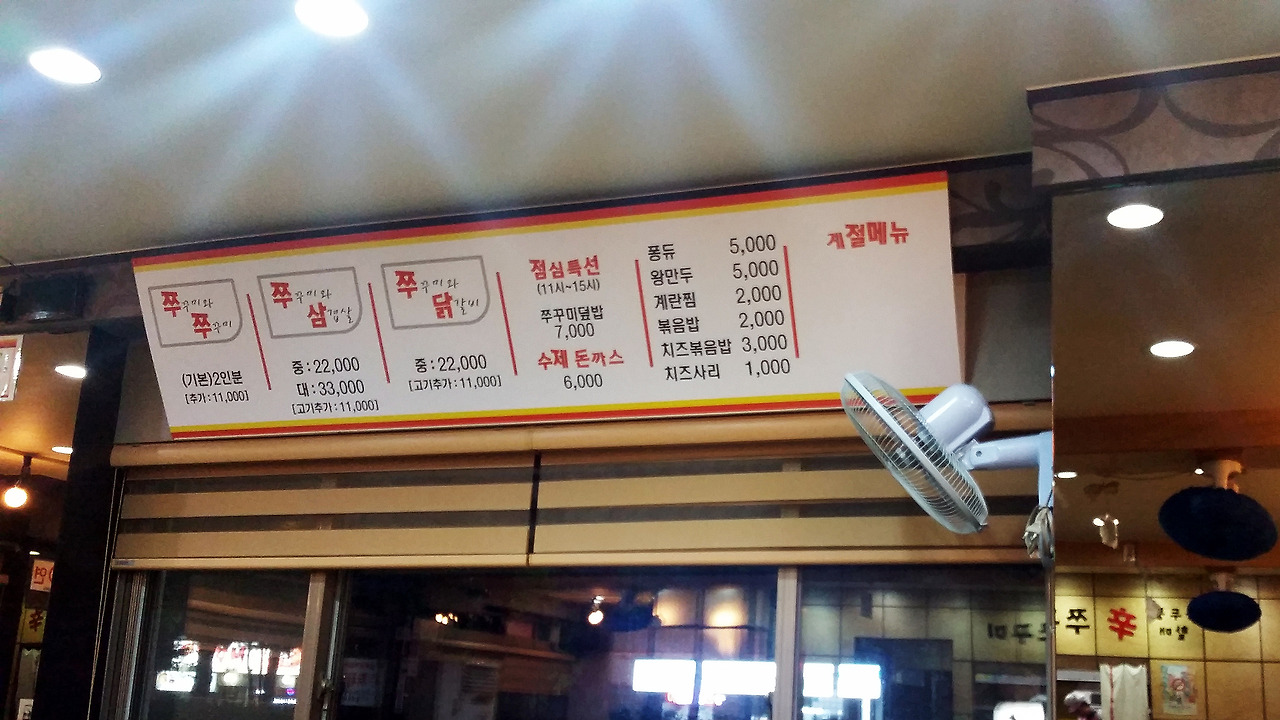 쭈꾸미와
쭈꾸미
(기본)2인분
[추가:11,000]
쭈꾸미와
삼겹살
중:22,000
대:33,000
[고기추가:11,000]
쭈꾸미와
닭갈비
중:22,000
[고기추가:11,000]
점심특선
(11시~15시)
쭈꾸미덮밥
7,000
수제 돈까스
6,000
퐁듀 5,000
왕만두 5,000
계란찜 2,000
볶음밥 2,000
치즈볶음밥 3,000
치즈사리 1,000
계절메뉴
辛